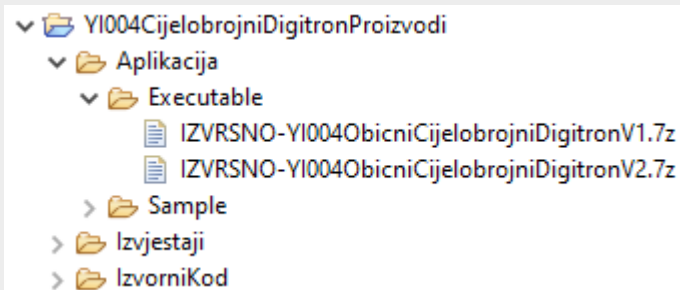 YI004CijelobrojniDigitronProizvodi
Aplikacija
Executable
IZVRSNO-YI004ObicniCijelobrojniDigitronV1.7z
IZVRSNO-YI004ObicniCijelobrojniDigitronV2.7z
Sample
Izvjestaji
IzvorniKod